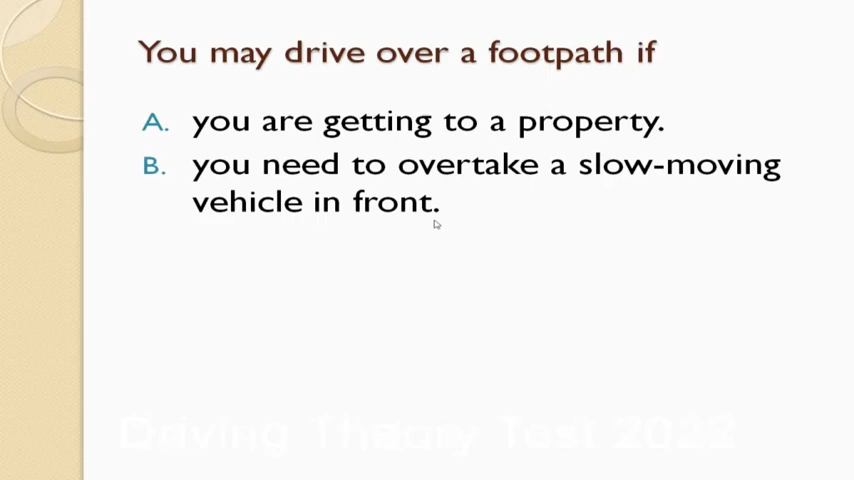 You may drive over a footpath if
A. you are getting to a property.
B. you need to overtake a slow-moving
vehicle in front.
Driving Theory Test 2022